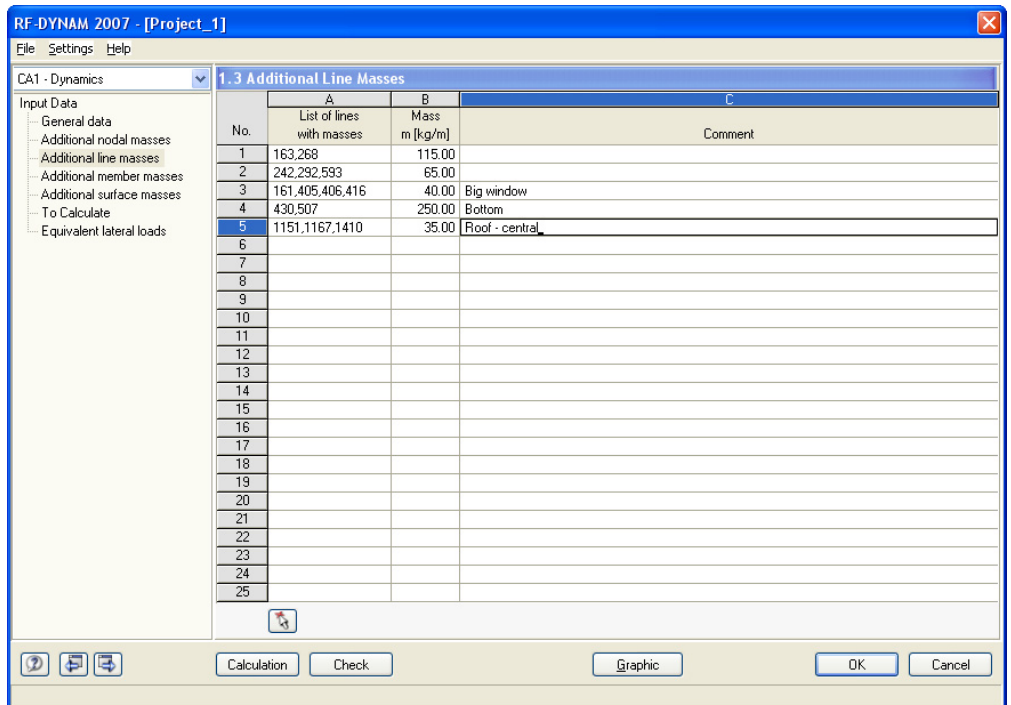 RF-DYNAM 2007 - [Project_1]
File Settings Help
CA1 - Dynamics
Input Data
General data
Additional nodal masses
Additional line masses
Additional member masses
Additional surface masses
To Calculate
Equivalent lateral loads
1.3 Additional Line Masses
A B C
No. List of lines with masses Mass m [kg/m] Comment
1 163,268 115.00
2 242,292,593 65.00
3 161,405,406,416 40.00 Big window
4 430,507 250.00 Bottom
5 1151,1167,1410 35.00 Roof - central
6
7
8
9
10
11
12
13
14
15
16
17
18
19
20
21
22
23
24
25
Calculation Check Graphic OK Cancel